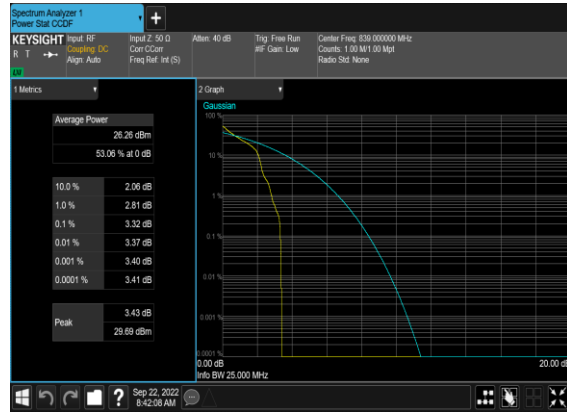 Spectrum Analyzer 1
Power Stat CCDF
KEYSIGHT
R T
Input: RF
Coupling: DC
Align: Auto
Input Z: 50 Ω
Corr CCorr
Freq Ref: Int (S)
Atten: 40 dB
Trig: Free Run
#IF Gain: Low
Center Freq: 839.000000 MHz
Counts: 1.00 M/1.00 Mpt
Radio Std: None
1 Metrics
Average Power
26.26 dBm
53.06 % at 0 dB
10.0 % 2.06 dB
1.0 % 2.81 dB
0.1 % 3.32 dB
0.01 % 3.37 dB
0.001 % 3.40 dB
0.0001 % 3.41 dB
Peak
3.43 dB
29.69 dBm
2 Graph
Gaussian
100 %
10 %
1 %
0.1 %
0.01 %
0.001 %
0.0001 %
0.00 dB
20.00 dB
Info BW 25.000 MHz
?
Sep 22, 2022
8:42:08 AM